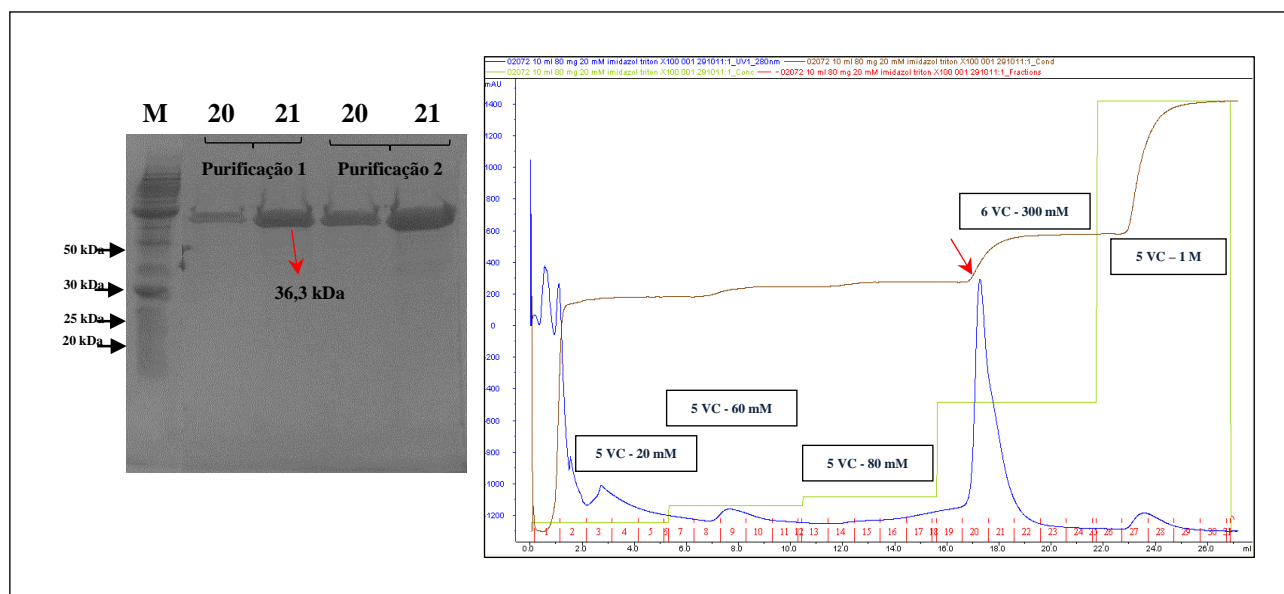 M 20 21 20 21
Purificação 1 Purificação 2
50 kDa
30 kDa
25 kDa
20 kDa
36,3 kDa
02072 10 ml 80 mg 20 mM imidazol triton X100 001 291011:1_UV1_280nm 02072 10 ml 80 mg 20 mM imidazol triton X100 001 291011:1_Cond
02072 10 ml 80 mg 20 mM imidazol triton X100 001 291011:1_Conc 02072 10 ml 80 mg 20 mM imidazol triton X100 001 291011:1_Fractions
mAU
1400
1200
1000
800
600
400
200
0
-200
-400
-600
-800
-1000
-1200
5 VC - 20 mM
5 VC - 60 mM
5 VC - 80 mM
6 VC - 300 mM
5 VC – 1 M
1 2 3 4 5 6 7 8 9 10 11 12 13 14 15 16 17 18 19 20 21 22 23 24 25 26 27 28 29 30 31
0.0 2.0 4.0 6.0 8.0 10.0 12.0 14.0 16.0 18.0 20.0 22.0 24.0 26.0 ml